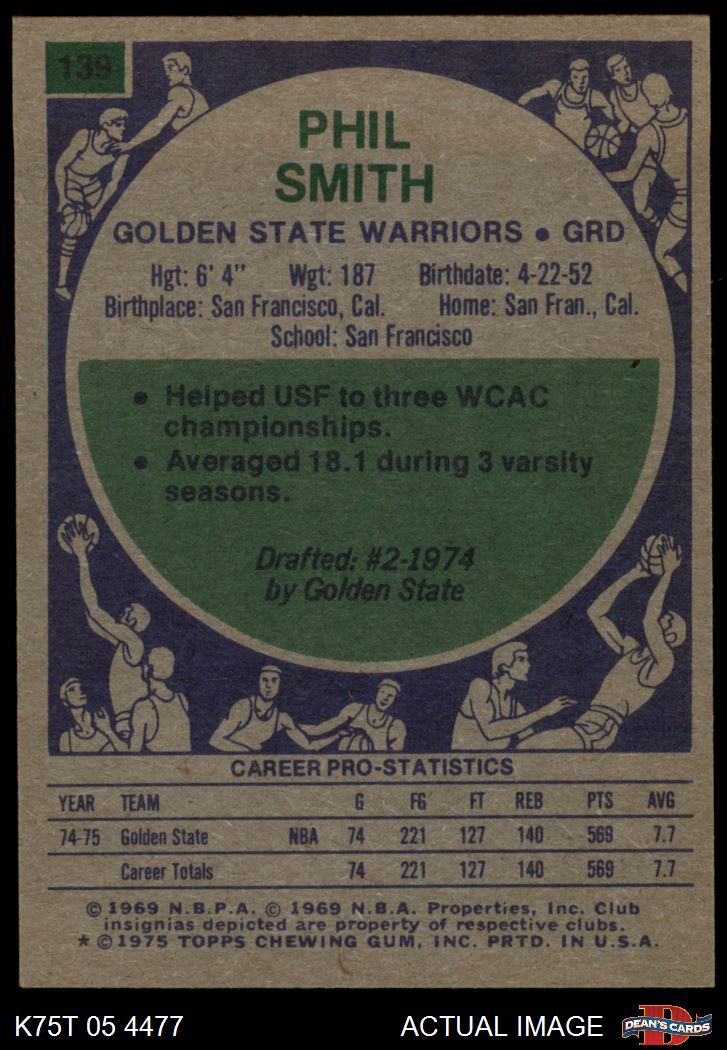 139
PHIL
SMITH
GOLDEN STATE WARRIORS • GRD
Hgt: 6' 4" Wgt: 187 Birthdate: 4-22-52
Birthplace: San Francisco, Cal. Home: San Fran., Cal.
School: San Francisco
• Helped USF to three WCAC
championships.
• Averaged 18.1 during 3 varsity
seasons.
Drafted: #2-1974
by Golden State
CAREER PRO-STATISTICS
YEAR TEAM G FG FT REB PTS AVG
74-75 Golden State NBA 74 221 127 140 569 7.7
Career Totals 74 221 127 140 569 7.7
© 1969 N.B.P.A. © 1969 N.B.A. Properties, Inc. Club
insignias depicted are property of respective clubs.
* © 1975 TOPPS CHEWING GUM, INC. PRTD. IN U.S.A.
K75T 05 4477 ACTUAL IMAGE D DEAN'S CARDS